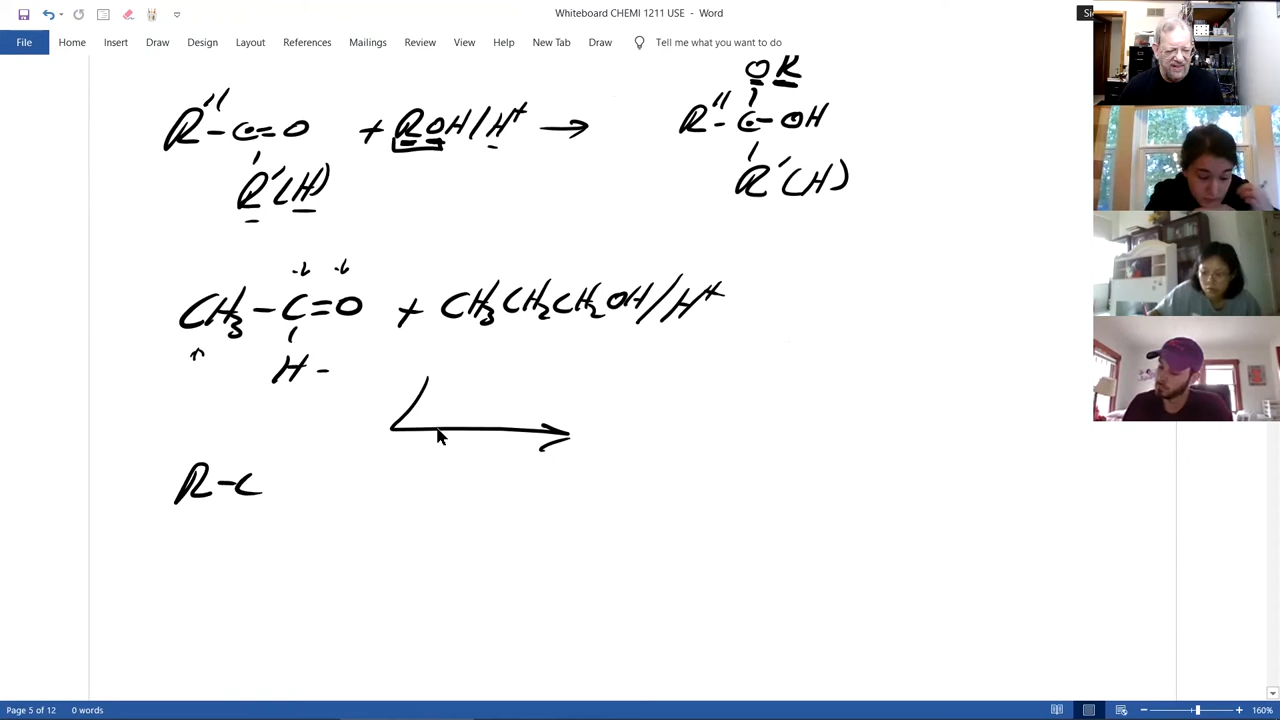 Whiteboard CHEMI 1211 USE - Word
File Home Insert Draw Design Layout References Mailings Review View Help New Tab Draw Tell me what you want to do
OR
R'' - C = O + ROH/H⁺ → R'' - C - OH
R'(H) R'(H)
CH₃ - C = O + CH₃CH₂CH₂OH/H⁺
H -
R - C
Page 5 of 12 0 words 160%